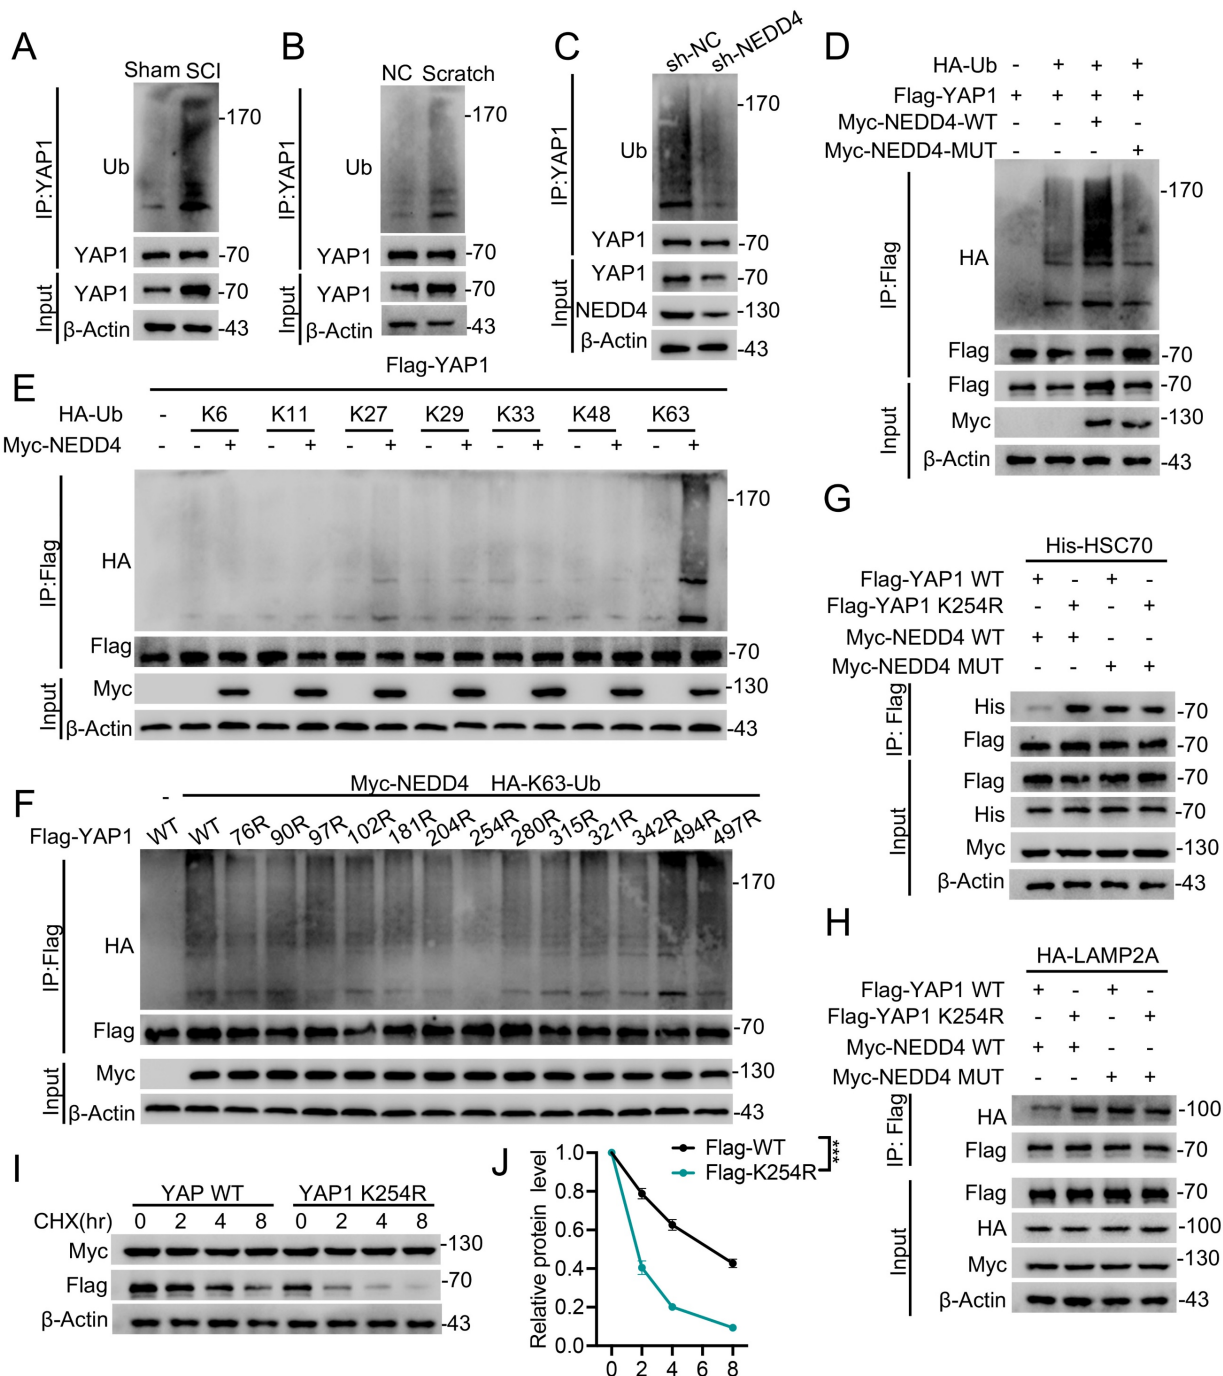 A
Sham SCI
IP:YAP1
Ub
-170
YAP1
-70
Input
YAP1
-70
β-Actin
-43
B
NC Scratch
IP:YAP1
Ub
-170
YAP1
-70
Input
YAP1
-70
β-Actin
-43
C
sh-NC sh-NEDD4
IP:YAP1
Ub
-170
YAP1
-70
Input
YAP1
-70
NEDD4
-130
β-Actin
-43
D
HA-Ub - + + +
Flag-YAP1 + + + +
Myc-NEDD4-WT - - + -
Myc-NEDD4-MUT - - - +
IP:Flag
HA
-170
Flag
-70
Input
Flag
-70
Myc
-130
β-Actin
-43
E
Flag-YAP1
HA-Ub - K6 K11 K27 K29 K33 K48 K63
Myc-NEDD4 - - + - + - + - + - + - + - +
IP:Flag
HA
-170
Flag
-70
Input
Myc
-130
β-Actin
-43
F
- Myc-NEDD4 HA-K63-Ub
Flag-YAP1 WT WT 76R 90R 97R 102R 181R 204R 254R 280R 315R 321R 342R 494R 497R
IP:Flag
HA
-170
Flag
-70
Input
Myc
-130
β-Actin
-43
G
His-HSC70
Flag-YAP1 WT + - + -
Flag-YAP1 K254R - + - +
Myc-NEDD4 WT + + - -
Myc-NEDD4 MUT - - + +
IP: Flag
His
-70
Flag
-70
Input
Flag
-70
His
-70
Myc
-130
β-Actin
-43
H
HA-LAMP2A
Flag-YAP1 WT + - + -
Flag-YAP1 K254R - + - +
Myc-NEDD4 WT + + - -
Myc-NEDD4 MUT - - + +
IP: Flag
HA
-100
Flag
-70
Input
Flag
-70
HA
-100
Myc
-130
β-Actin
-43
I
YAP WT YAP1 K254R
CHX(hr) 0 2 4 8 0 2 4 8
Myc
-130
Flag
-70
β-Actin
-43
J
Relative protein level
1.0
0.8
0.6
0.4
0.2
0.0
0 2 4 6 8
Flag-WT
Flag-K254R
***